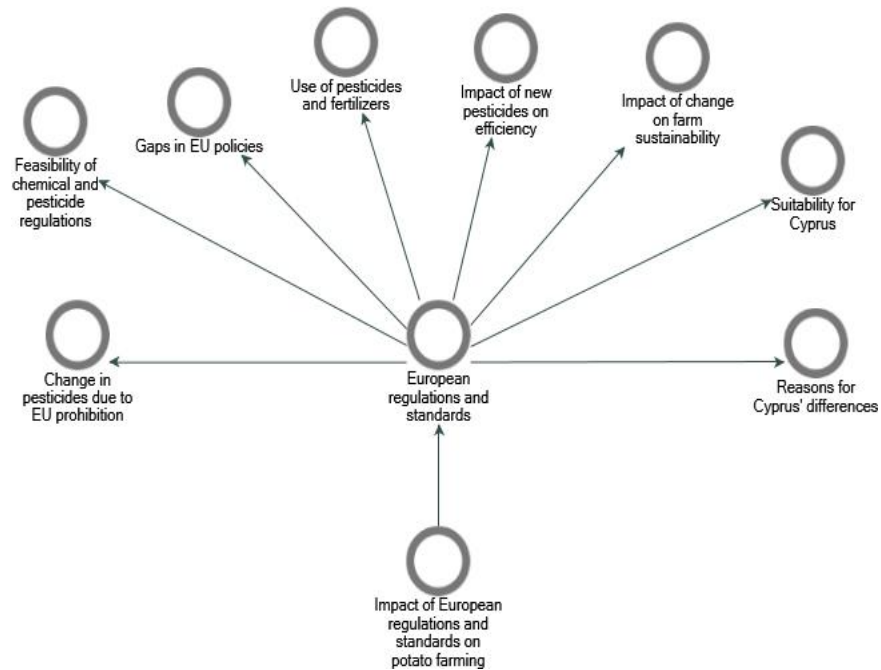 Use of pesticides
and fertilizers
Impact of new
pesticides on
efficiency
Impact of change
on farm
sustainability
Gaps in EU policies
Feasibility of
chemical and
pesticide
regulations
Suitability for
Cyprus
Change in
pesticides due to
EU prohibition
European
regulations and
standards
Reasons for
Cyprus' differences
Impact of European
regulations and
standards on
potato farming